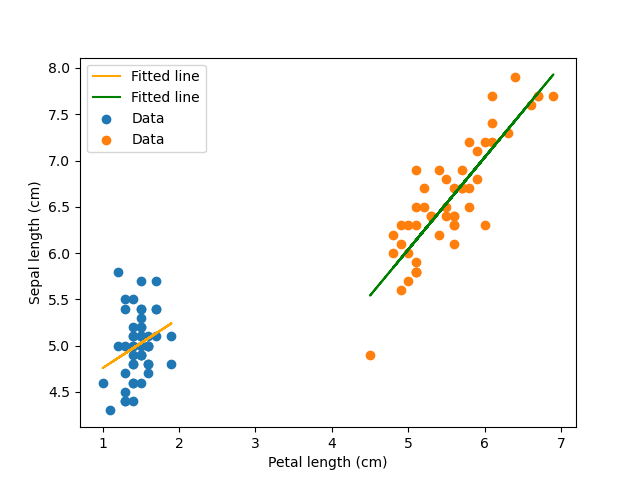 Fitted line
Fitted line
Data
Data
8.0
7.5
7.0
6.5
6.0
5.5
5.0
4.5
Sepal length (cm)
1 2 3 4 5 6 7
Petal length (cm)